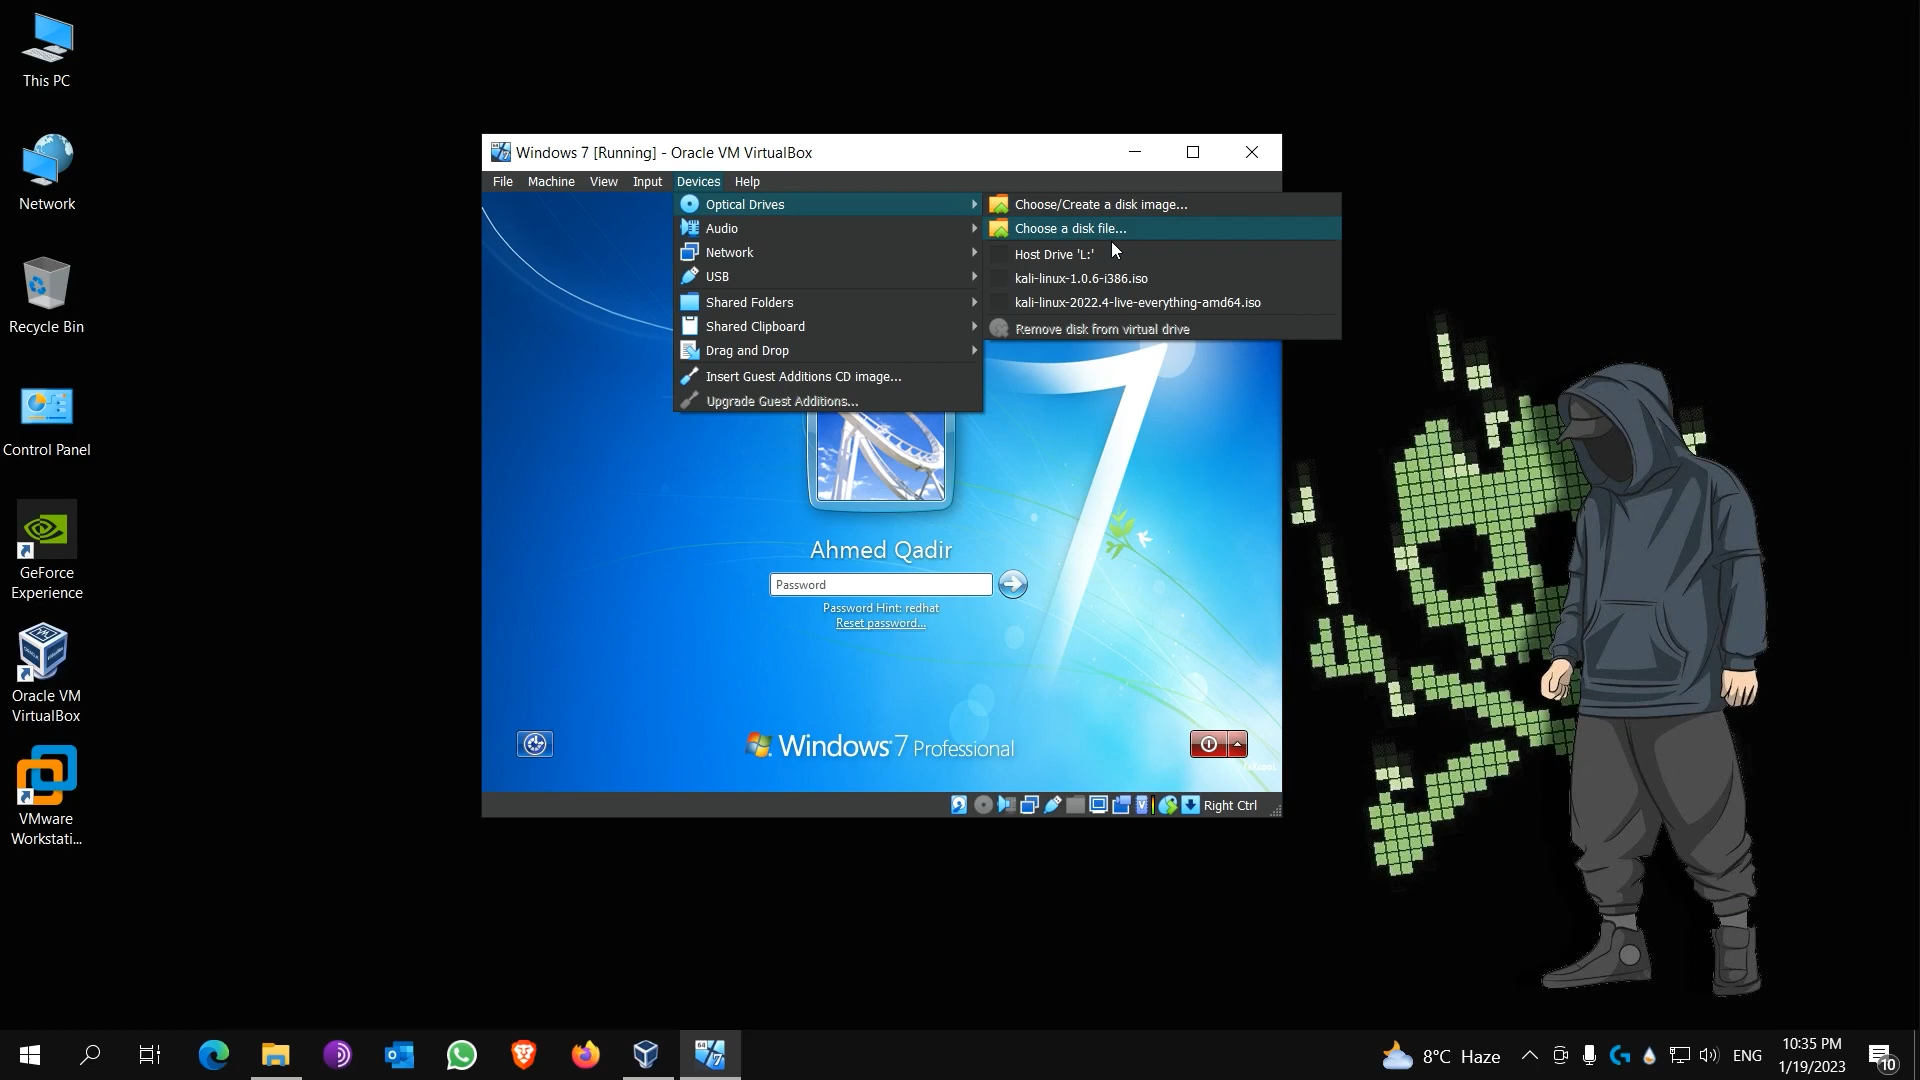 This PC
Network
Recycle Bin
Control Panel
GeForce
Experience
Oracle VM
VirtualBox
VMware
Workstati...
Windows 7 [Running] - Oracle VM VirtualBox
File Machine View Input Devices Help
Optical Drives
Audio
Network
USB
Shared Folders
Shared Clipboard
Drag and Drop
Insert Guest Additions CD image...
Upgrade Guest Additions...
Choose/Create a disk image...
Choose a disk file...
Host Drive 'L:'
kali-linux-1.0.6-i386.iso
kali-linux-2022.4-live-everything-amd64.iso
Remove disk from virtual drive
Ahmed Qadir
Password
Password Hint: redhat
Reset password...
Windows 7 Professional
Right Ctrl
8°C Haze
ENG
10:35 PM
1/19/2023
10